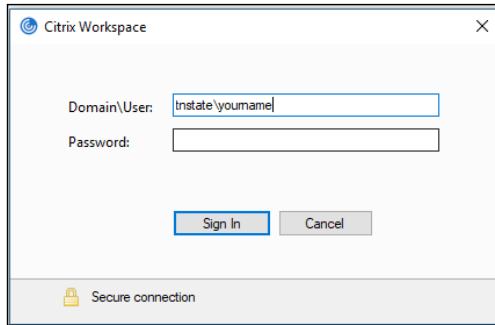 Citrix Workspace
Domain\User: tnstate\yourname
Password:
Sign In Cancel
Secure connection